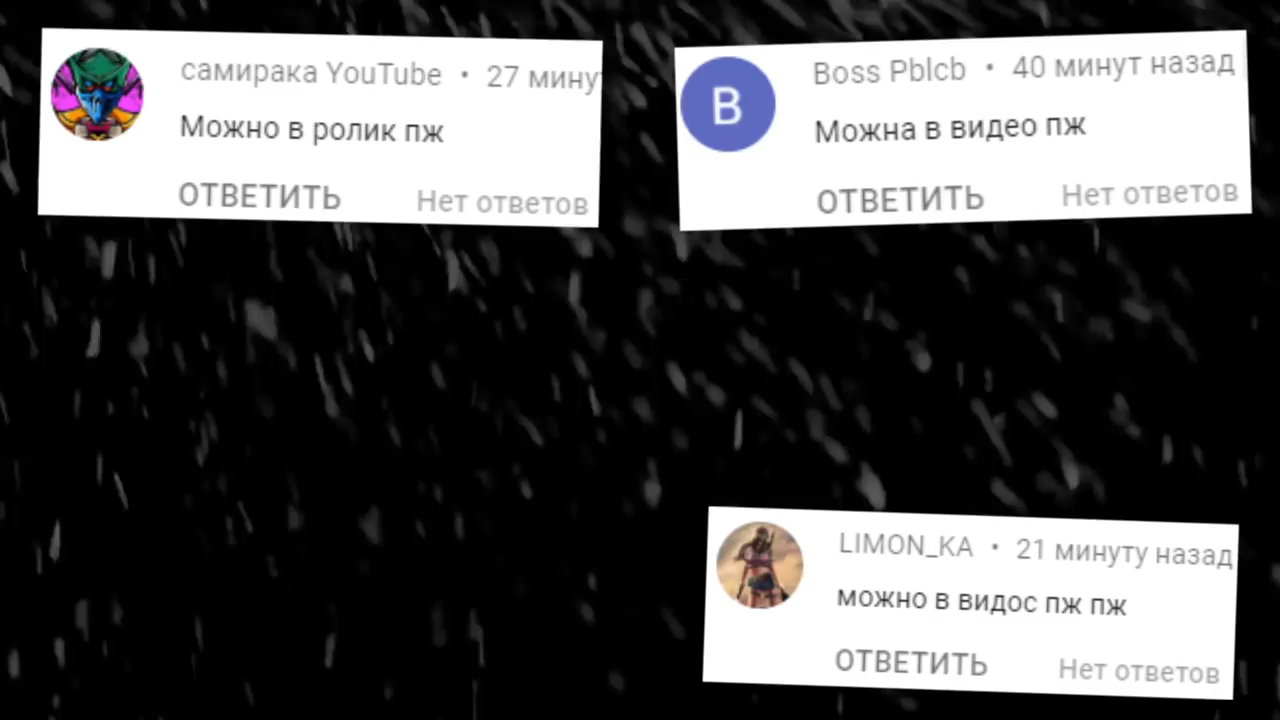 самирака YouTube • 27 мину
Можно в ролик пж
ОТВЕТИТЬ Нет ответов
Boss Pblcb • 40 минут назад
Можна в видео пж
ОТВЕТИТЬ Нет ответов
B
LIMON_KA • 21 минуту назад
можно в видос пж пж
ОТВЕТИТЬ Нет ответов